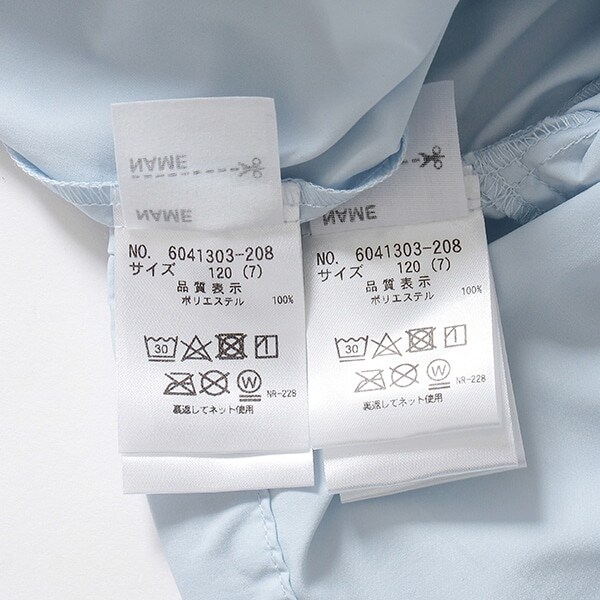 NAME
NAME
NO. 6041303-208
サイズ 120 (7)
品質表示
ポリエステル 100%
30
W NR-228
裏返してネット使用
NAME
NO. 6041303-208
サイズ 120 (7)
品質表示
ポリエステル 100%
30
W NR-228
裏返してネット使用